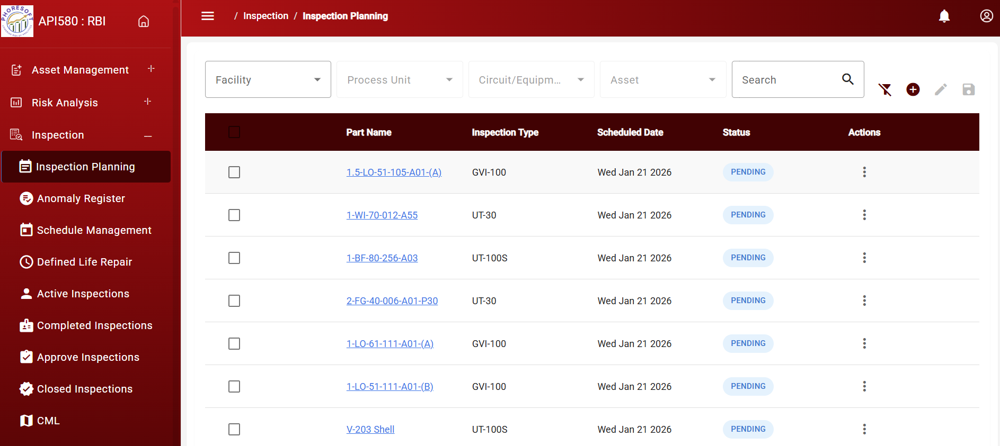 PHORESOFT
API580 : RBI
/ Inspection / Inspection Planning
Asset Management
Risk Analysis
Inspection
Inspection Planning
Anomaly Register
Schedule Management
Defined Life Repair
Active Inspections
Completed Inspections
Approve Inspections
Closed Inspections
CML
Facility Process Unit Circuit/Equipm... Asset Search
Part Name Inspection Type Scheduled Date Status Actions
1.5-LO-51-105-A01-(A) GVI-100 Wed Jan 21 2026 PENDING
1-WI-70-012-A55 UT-30 Wed Jan 21 2026 PENDING
1-BF-80-256-A03 UT-100S Wed Jan 21 2026 PENDING
2-FG-40-006-A01-P30 UT-30 Wed Jan 21 2026 PENDING
1-LO-61-111-A01-(A) GVI-100 Wed Jan 21 2026 PENDING
1-LO-51-111-A01-(B) GVI-100 Wed Jan 21 2026 PENDING
V-203 Shell UT-100S Wed Jan 21 2026 PENDING